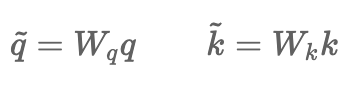 q̃ = W_q q    k̃ = W_k k